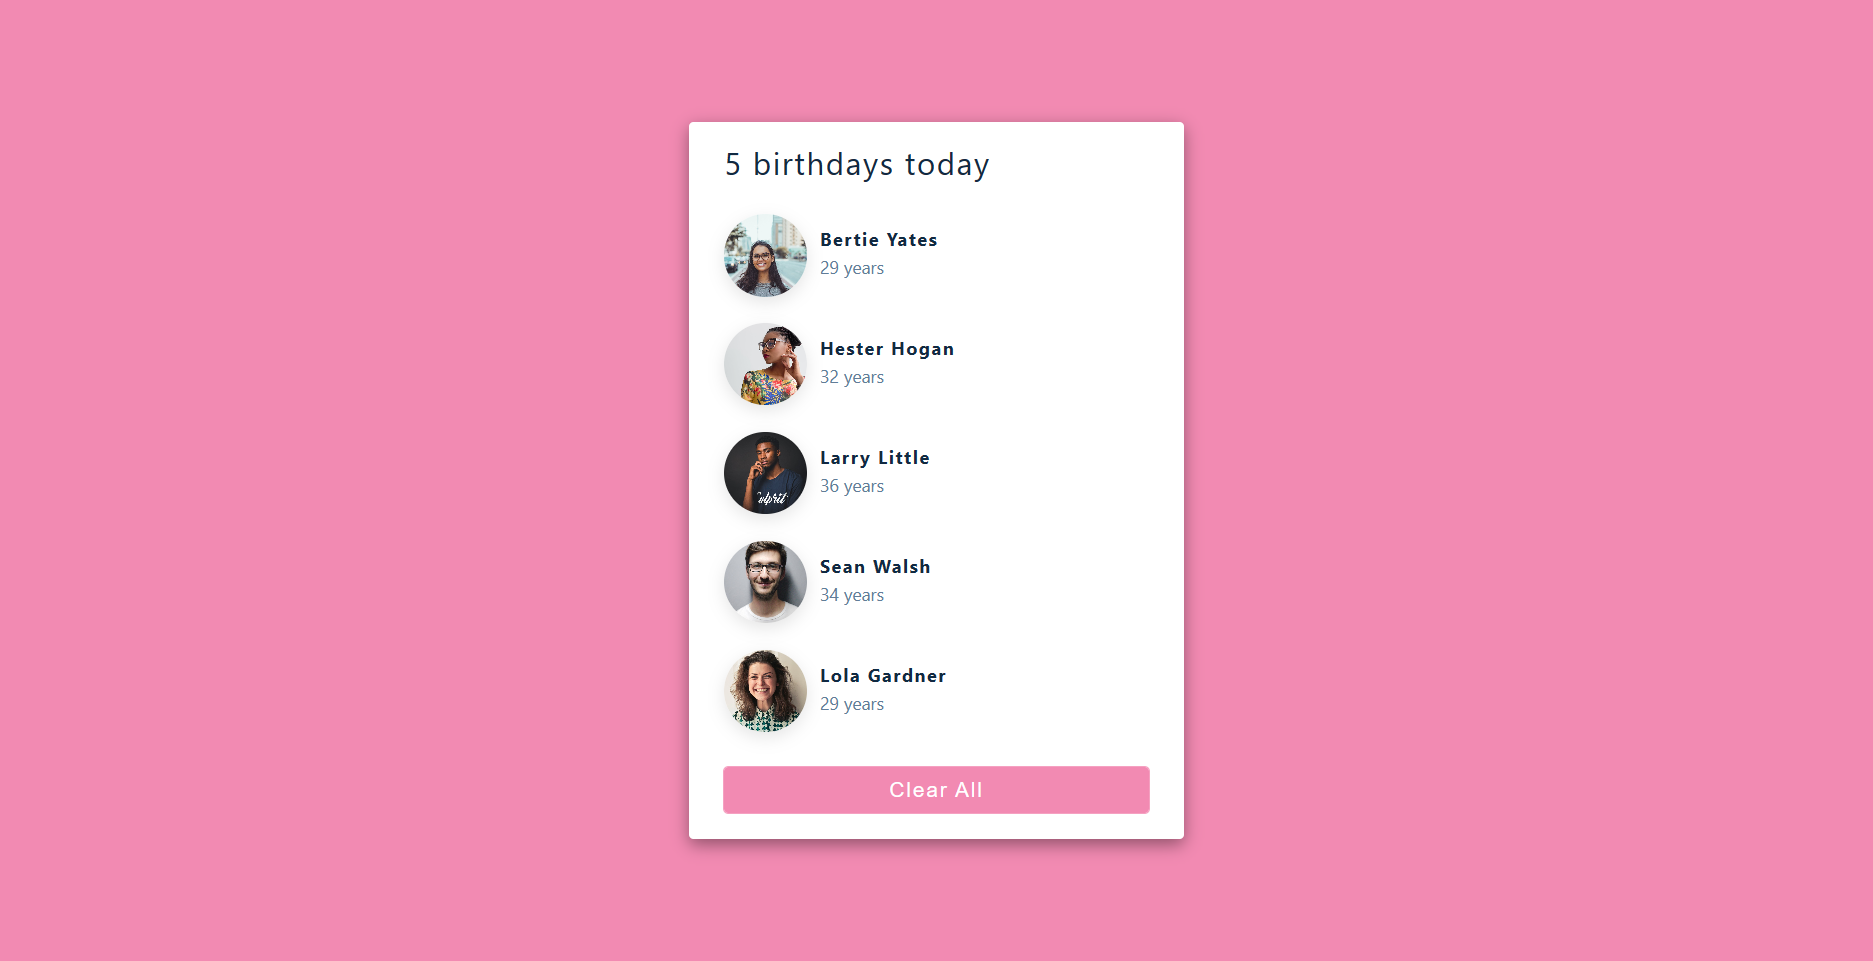 5 birthdays today
Bertie Yates
29 years
Hester Hogan
32 years
Larry Little
36 years
Sean Walsh
34 years
Lola Gardner
29 years
Clear All